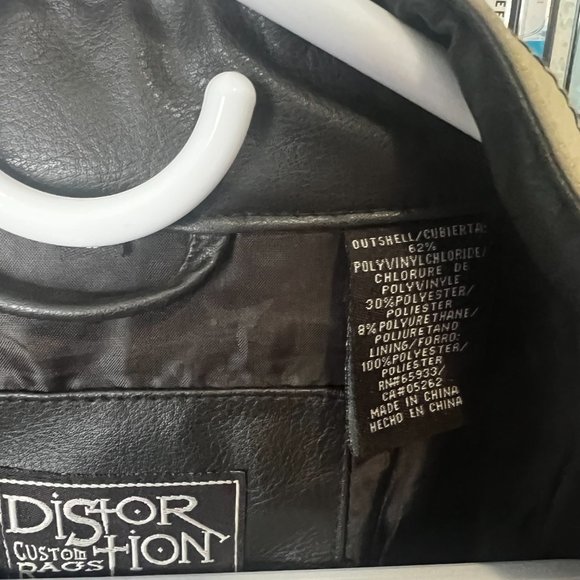 OUTSHELL/CUBIERTA:
62%
POLYVINYLCHLORIDE/
CHLORURE DE
POLYVINYLE
30%POLYESTER/
POLIESTER
8%POLYURETHANE/
POLIURETANO
LINING/FORRO:
100%POLYESTER/
POLIESTER
RN#65933/
CA#05262
MADE IN CHINA
HECHO EN CHINA
DISTOR
TION
CUSTOM
RAGS